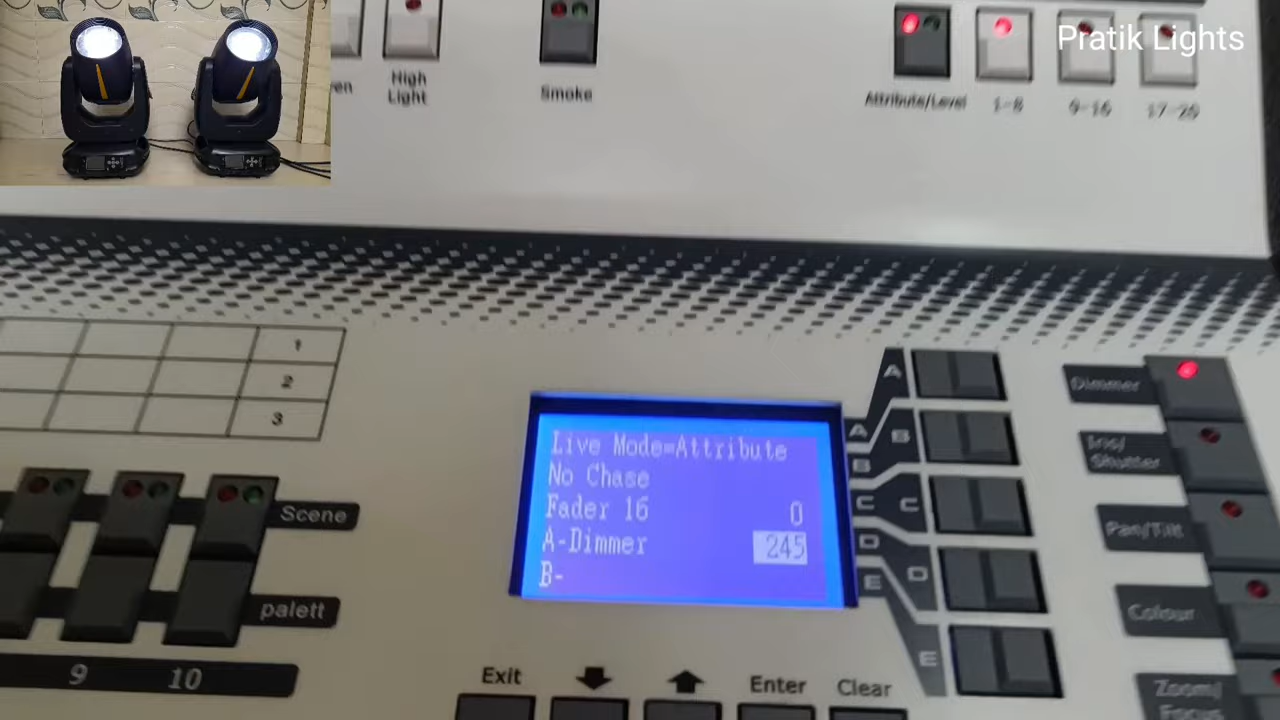 Pratik Lights
High
Light
Smoke
Attribute/Level
1-8
9-16
17-20
1
2
3
Scene
palett
9
10
Live Mode=Attribute
No Chase
Fader 16 0
A-Dimmer 245
B-
A
B
C
D
E
A
B
C
D
E
Dimmer
Iris/
Shutter
Pan/Tilt
Colour
Zoom/
Focus
Exit
Enter
Clear